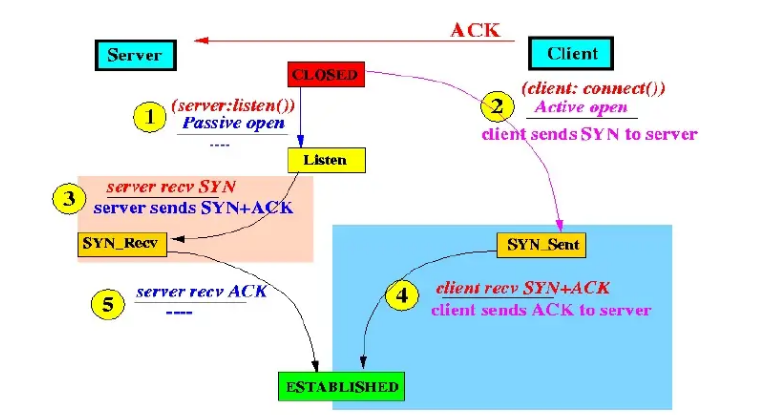 ACK
Server
Client
CLOSED
1
(server:listen())
Passive open
----
2
(client: connect())
Active open
client sends SYN to server
Listen
3
server recv SYN
server sends SYN+ACK
SYN_Recv
SYN_Sent
4
client recv SYN+ACK
client sends ACK to server
5
server recv ACK
----
ESTABLISHED